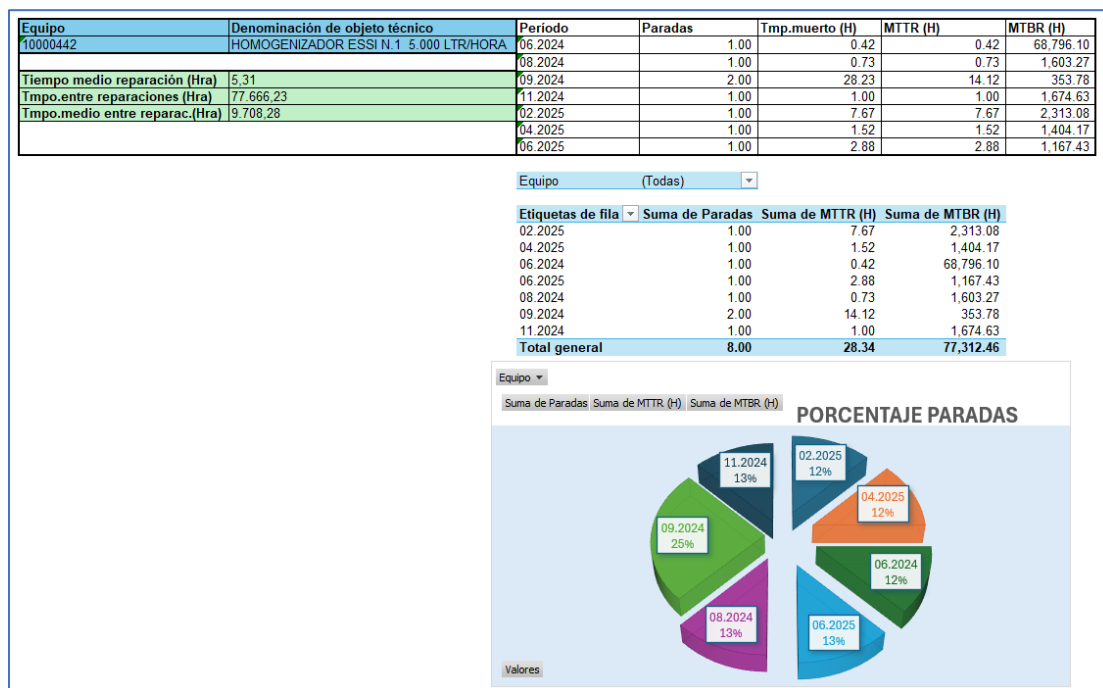 Equipo Denominación de objeto técnico Período Paradas Tmp.muerto (H) MTTR (H) MTBR (H)
10000442 HOMOGENIZADOR ESSI N.1 5.000 LTR/HORA 06.2024 1.00 0.42 0.42 68,796.10
08.2024 1.00 0.73 0.73 1,603.27
Tiempo medio reparación (Hra) 5,31 09.2024 2.00 28.23 14.12 353.78
Tmpo.entre reparaciones (Hra) 77.666,23 11.2024 1.00 1.00 1.00 1,674.63
Tmpo.medio entre reparac.(Hra) 9.708,28 02.2025 1.00 7.67 7.67 2,313.08
04.2025 1.00 1.52 1.52 1,404.17
06.2025 1.00 2.88 2.88 1,167.43
Equipo (Todas)
Etiquetas de fila Suma de Paradas Suma de MTTR (H) Suma de MTBR (H)
02.2025 1.00 7.67 2,313.08
04.2025 1.00 1.52 1,404.17
06.2024 1.00 0.42 68,796.10
06.2025 1.00 2.88 1,167.43
08.2024 1.00 0.73 1,603.27
09.2024 2.00 14.12 353.78
11.2024 1.00 1.00 1,674.63
Total general 8.00 28.34 77,312.46
Equipo
Suma de Paradas Suma de MTTR (H) Suma de MTBR (H)
PORCENTAJE PARADAS
02.2025
12%
04.2025
12%
06.2024
12%
06.2025
13%
08.2024
13%
09.2024
25%
11.2024
13%
Valores